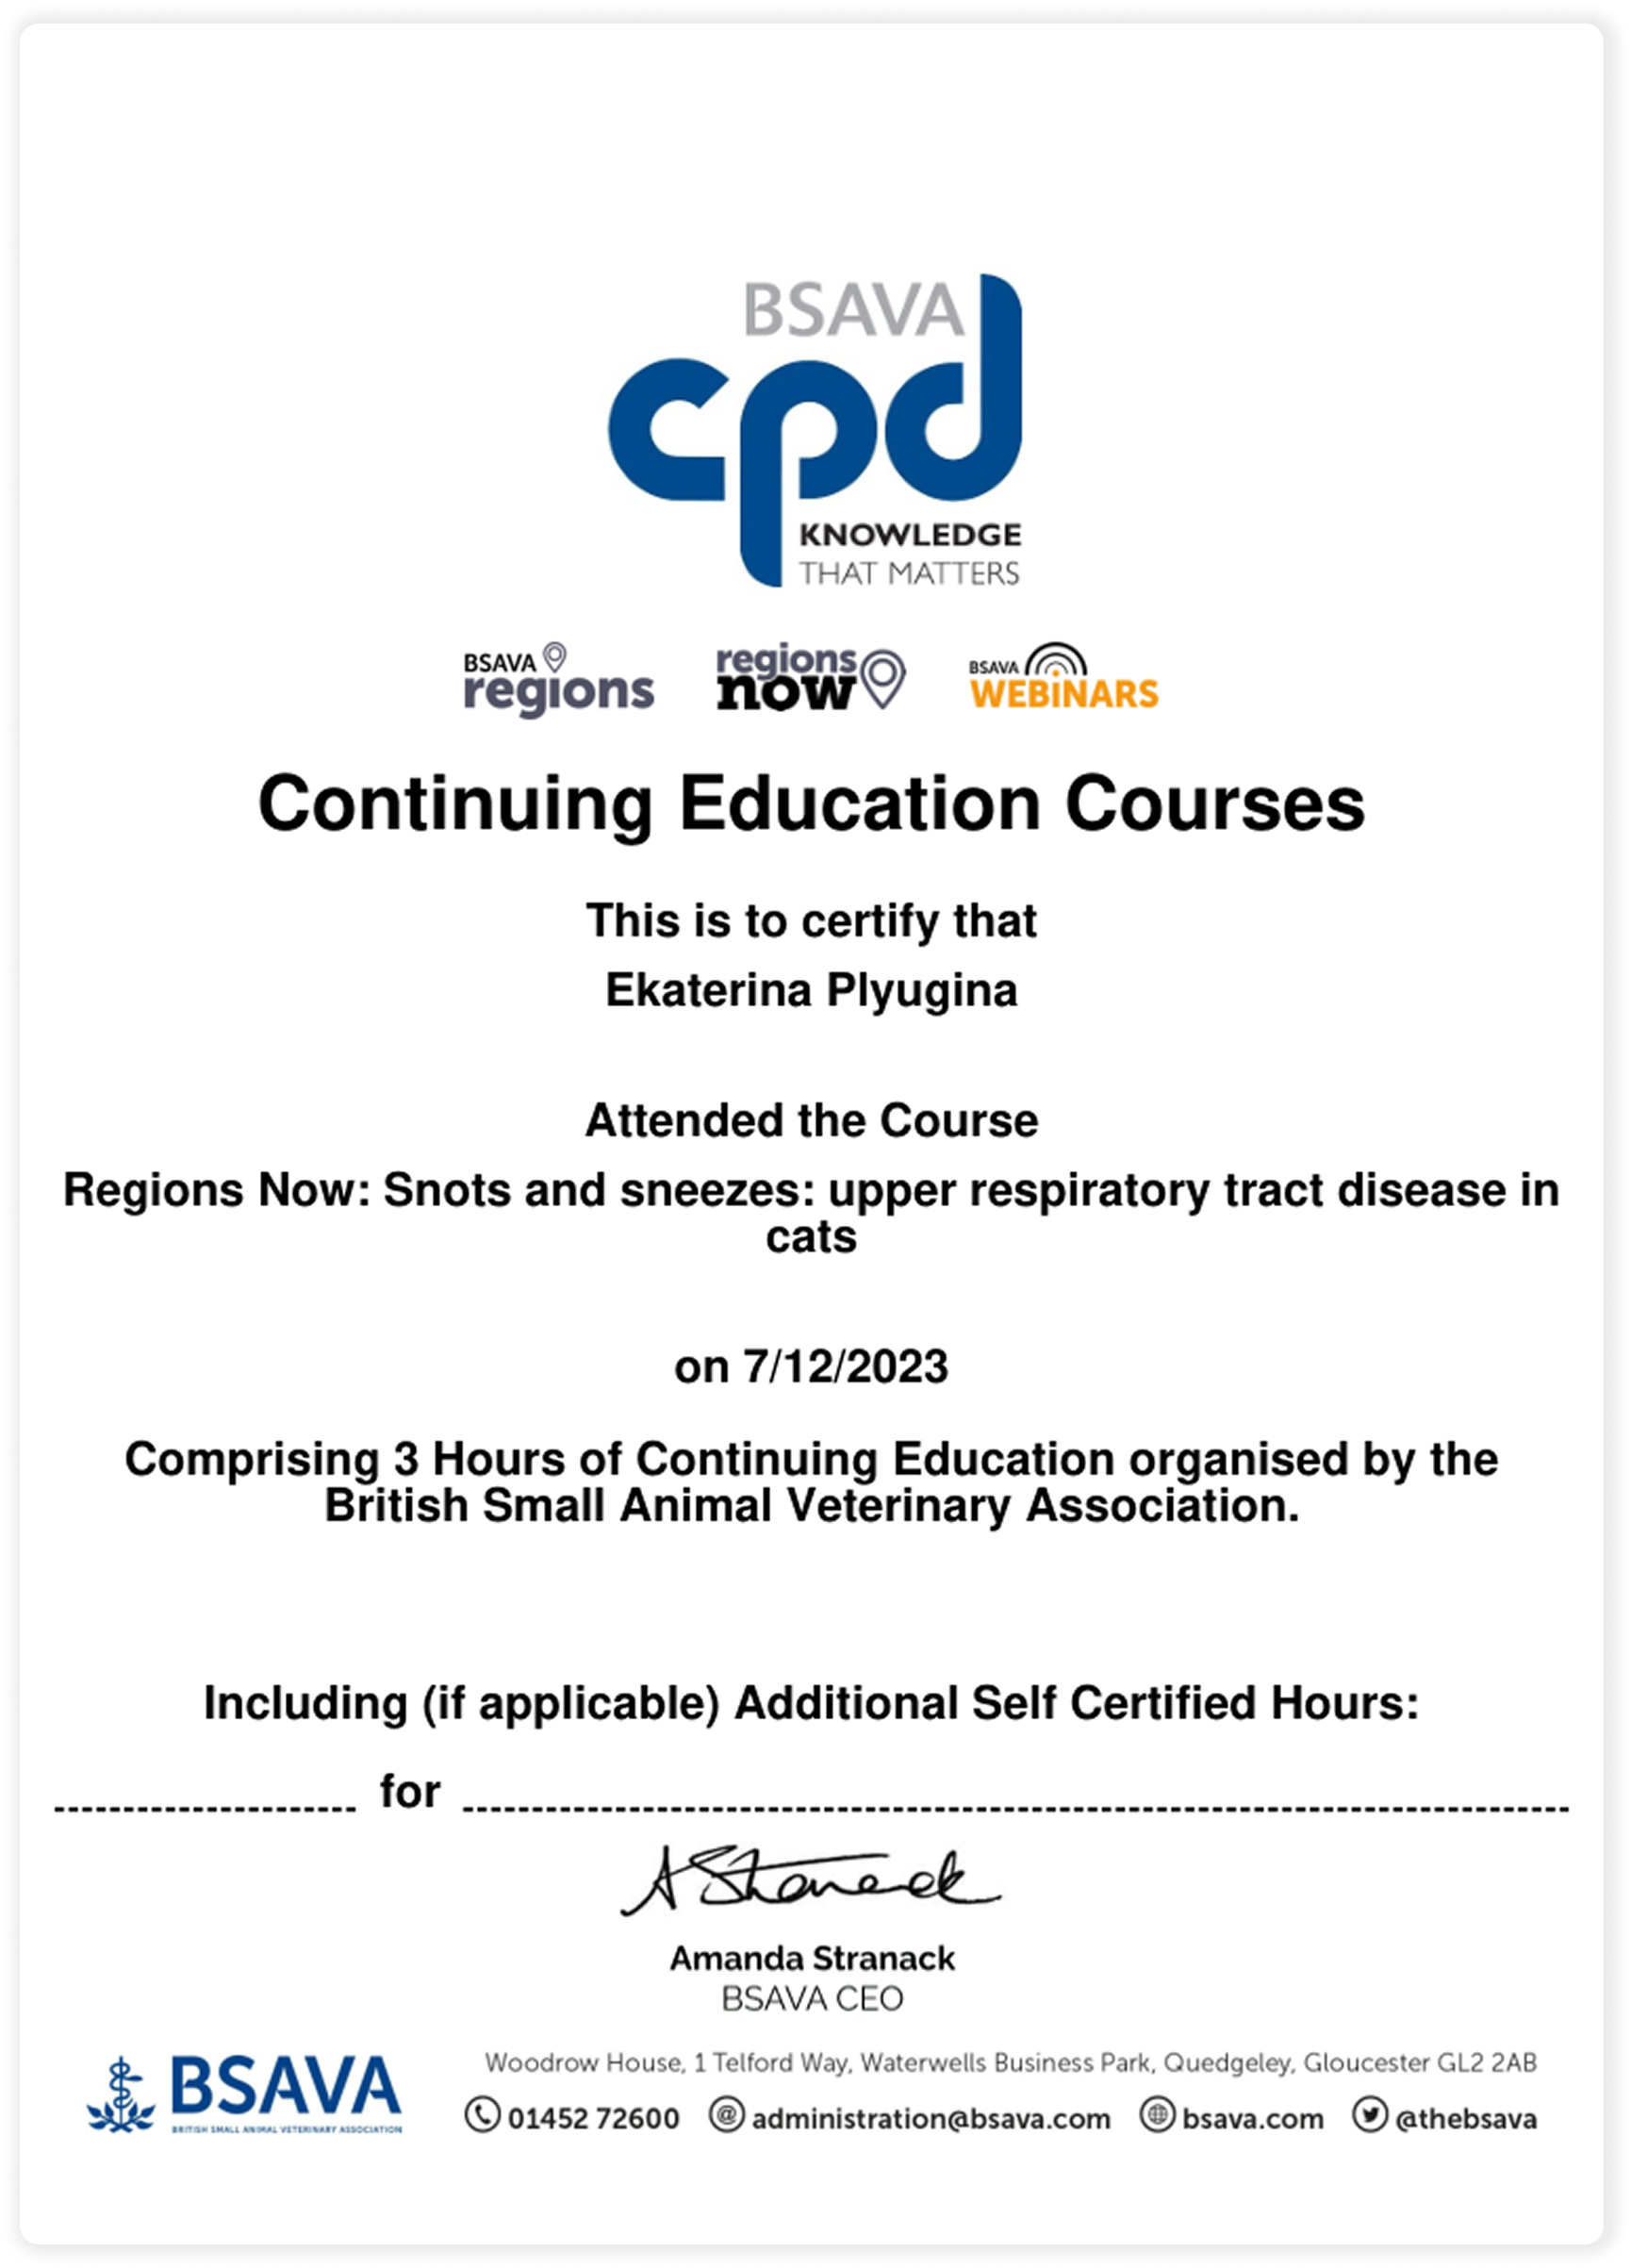 BSAVA
cpd
KNOWLEDGE
THAT MATTERS
BSAVA
regions
regions
now
BSAVA
WEBiNARS
Continuing Education Courses
This is to certify that
Ekaterina Plyugina
Attended the Course
Regions Now: Snots and sneezes: upper respiratory tract disease in
cats
on 7/12/2023
Comprising 3 Hours of Continuing Education organised by the
British Small Animal Veterinary Association.
Including (if applicable) Additional Self Certified Hours:
---------------------- for --------------------------------------------------------------------------------
A Stranack
Amanda Stranack
BSAVA CEO
BSAVA
BRITISH SMALL ANIMAL VETERINARY ASSOCIATION
Woodrow House, 1 Telford Way, Waterwells Business Park, Quedgeley, Gloucester GL2 2AB
01452 72600 administration@bsava.com bsava.com @thebsava